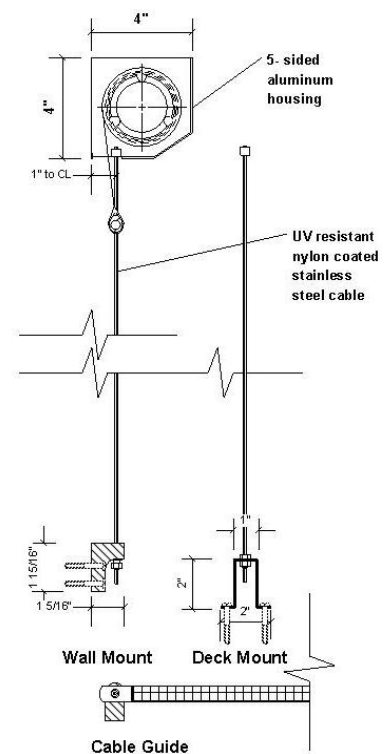 4"
5- sided
aluminum
housing
4"
1" to CL
UV resistant
nylon coated
stainless
steel cable
1"
1 15/16"
2"
1 5/16"
2"
Wall Mount
Deck Mount
Cable Guide